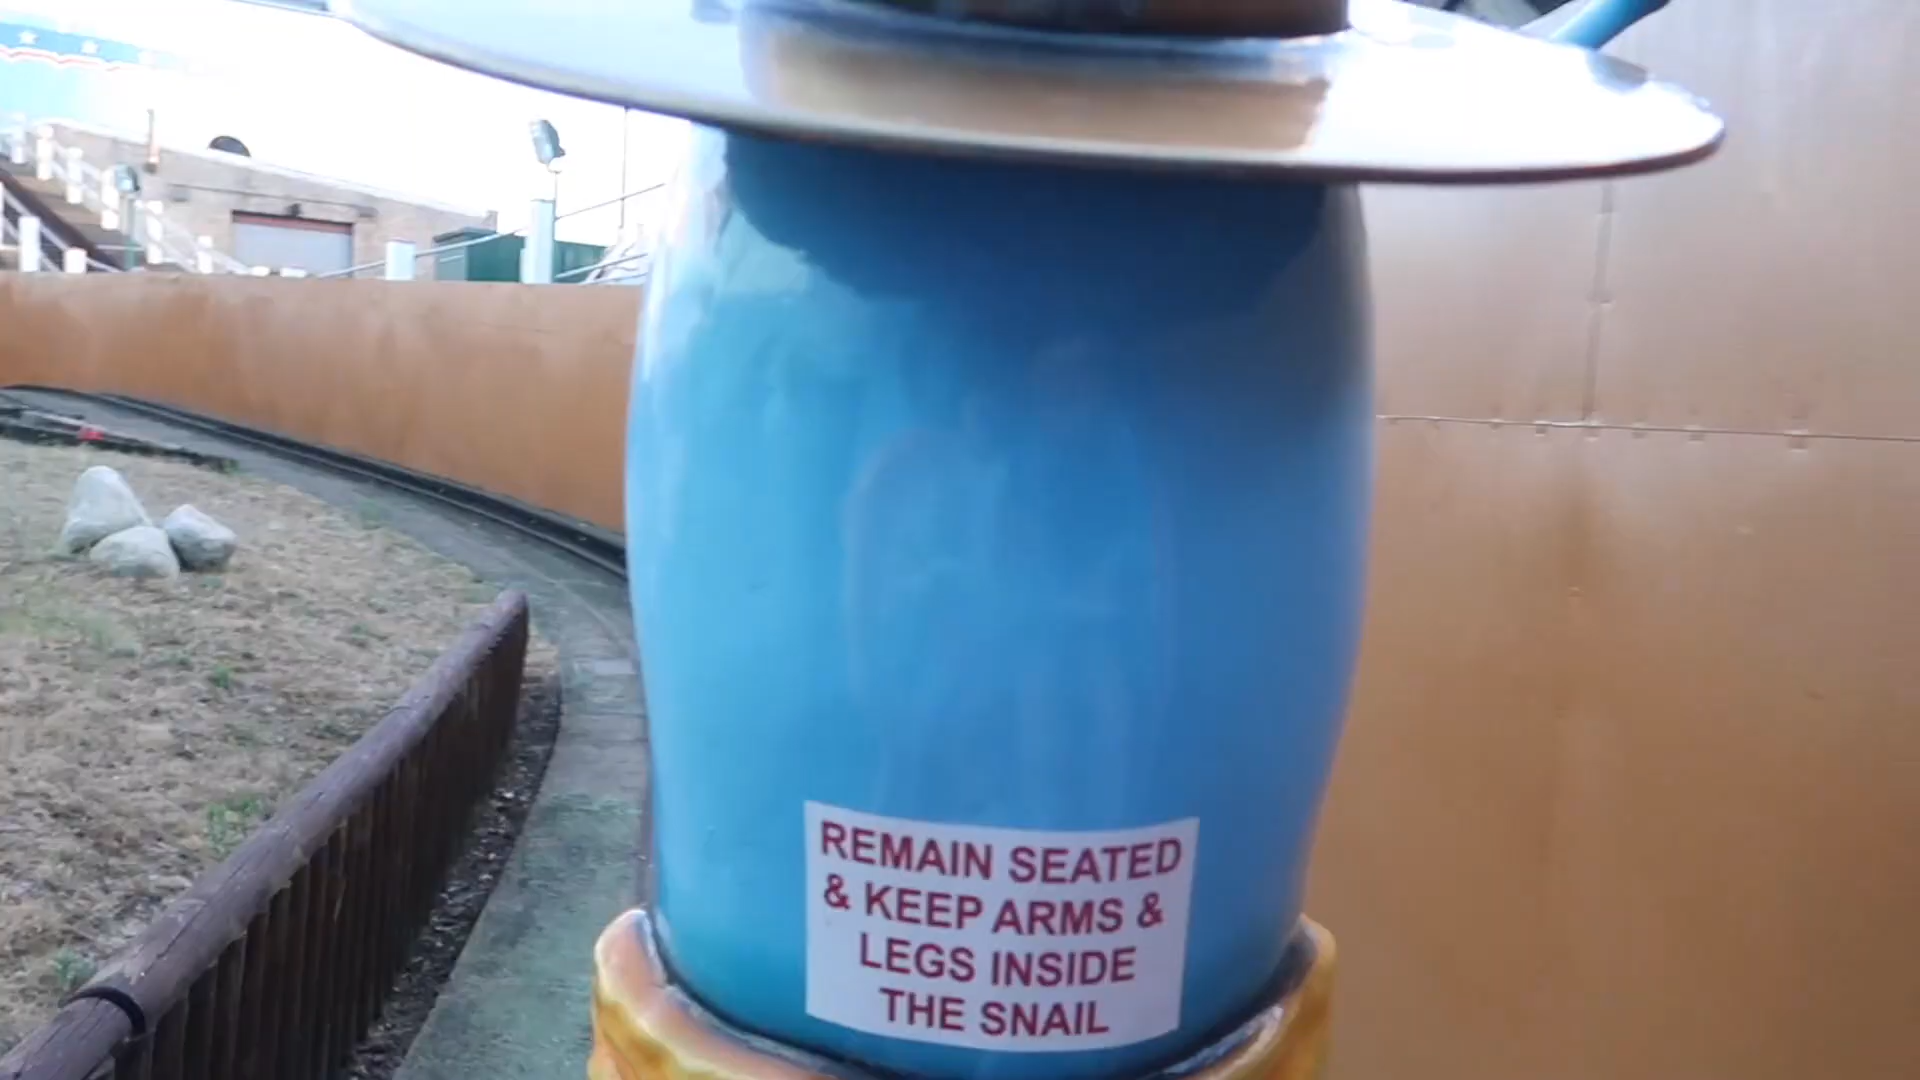 REMAIN SEATED
& KEEP ARMS &
LEGS INSIDE
THE SNAIL